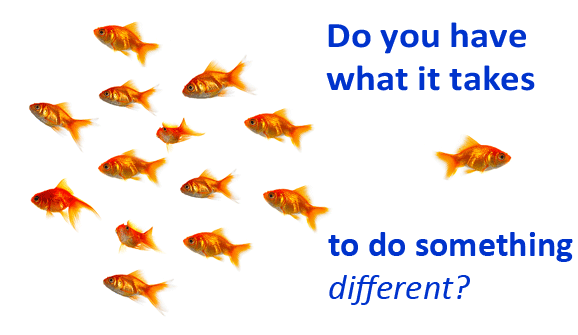 Do you have
what it takes
to do something
different?